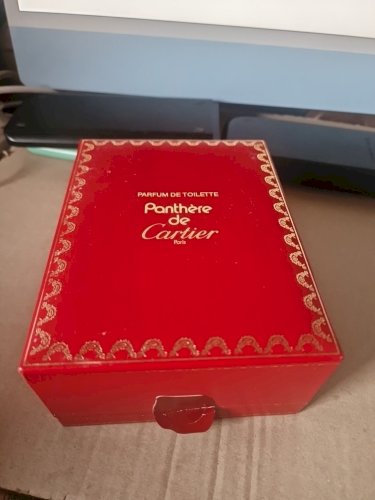 PARFUM DE TOILETTE
Panthère
de
Cartier
Paris